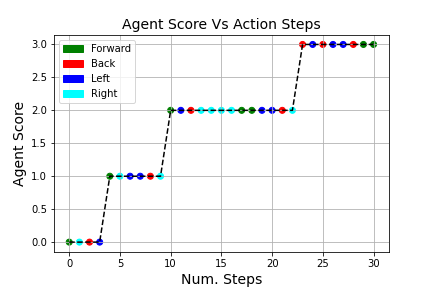 Agent Score Vs Action Steps
Forward
Back
Left
Right
3.0
2.5
2.0
1.5
1.0
0.5
0.0
Agent Score
0 5 10 15 20 25 30
Num. Steps